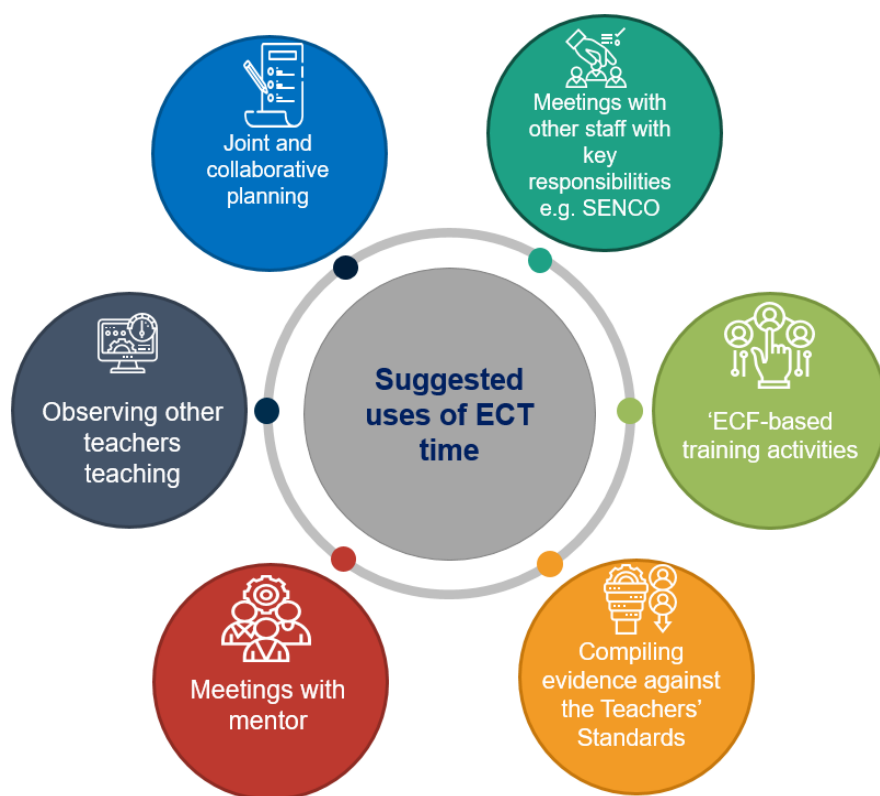 Joint and
collaborative
planning
Meetings with
other staff with
key
responsibilities
e.g. SENCO
Suggested
uses of ECT
time
Observing other
teachers
teaching
‘ECF-based
training activities
Meetings with
mentor
Compiling
evidence against
the Teachers’
Standards